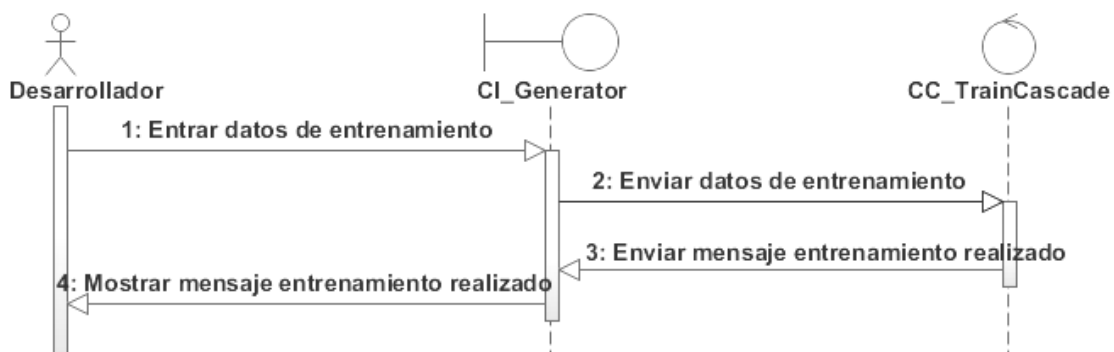 Desarrollador
CI_Generator
CC_TrainCascade
1: Entrar datos de entrenamiento
2: Enviar datos de entrenamiento
3: Enviar mensaje entrenamiento realizado
4: Mostrar mensaje entrenamiento realizado